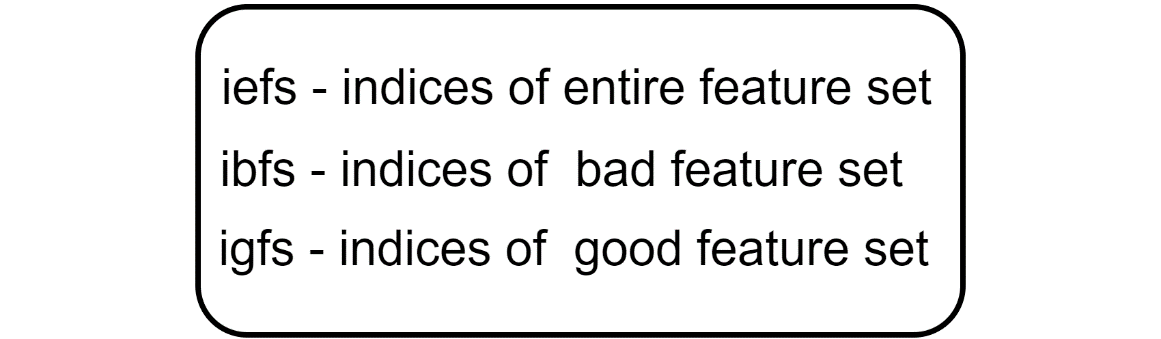 iefs - indices of entire feature set
ibfs - indices of  bad feature set
igfs - indices of  good feature set